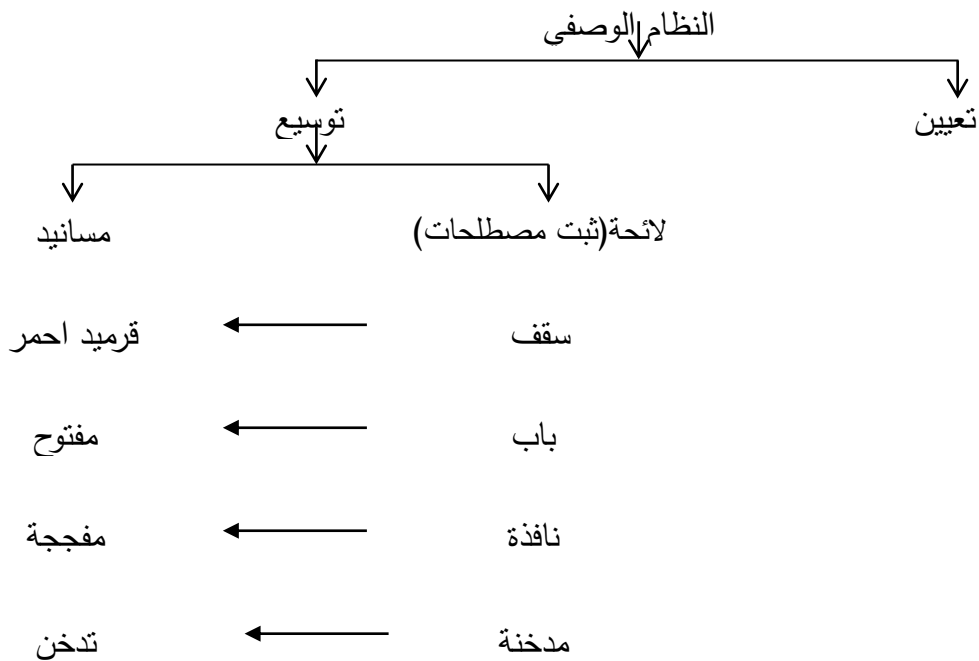 النظام الوصفي
تعيين توسيع
لائحة(ثبت مصطلحات) مسانيد
سقف قرميد احمر
باب مفتوح
نافذة مفججة
مدخنة تدخن